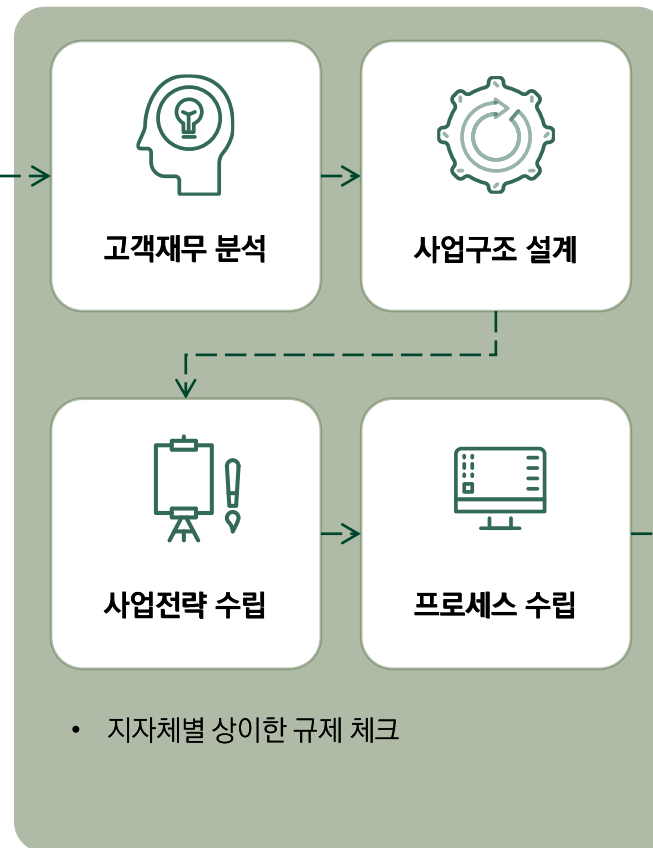 고객재무 분석
사업구조 설계
사업전략 수립
프로세스 수립
• 지자체별 상이한 규제 체크